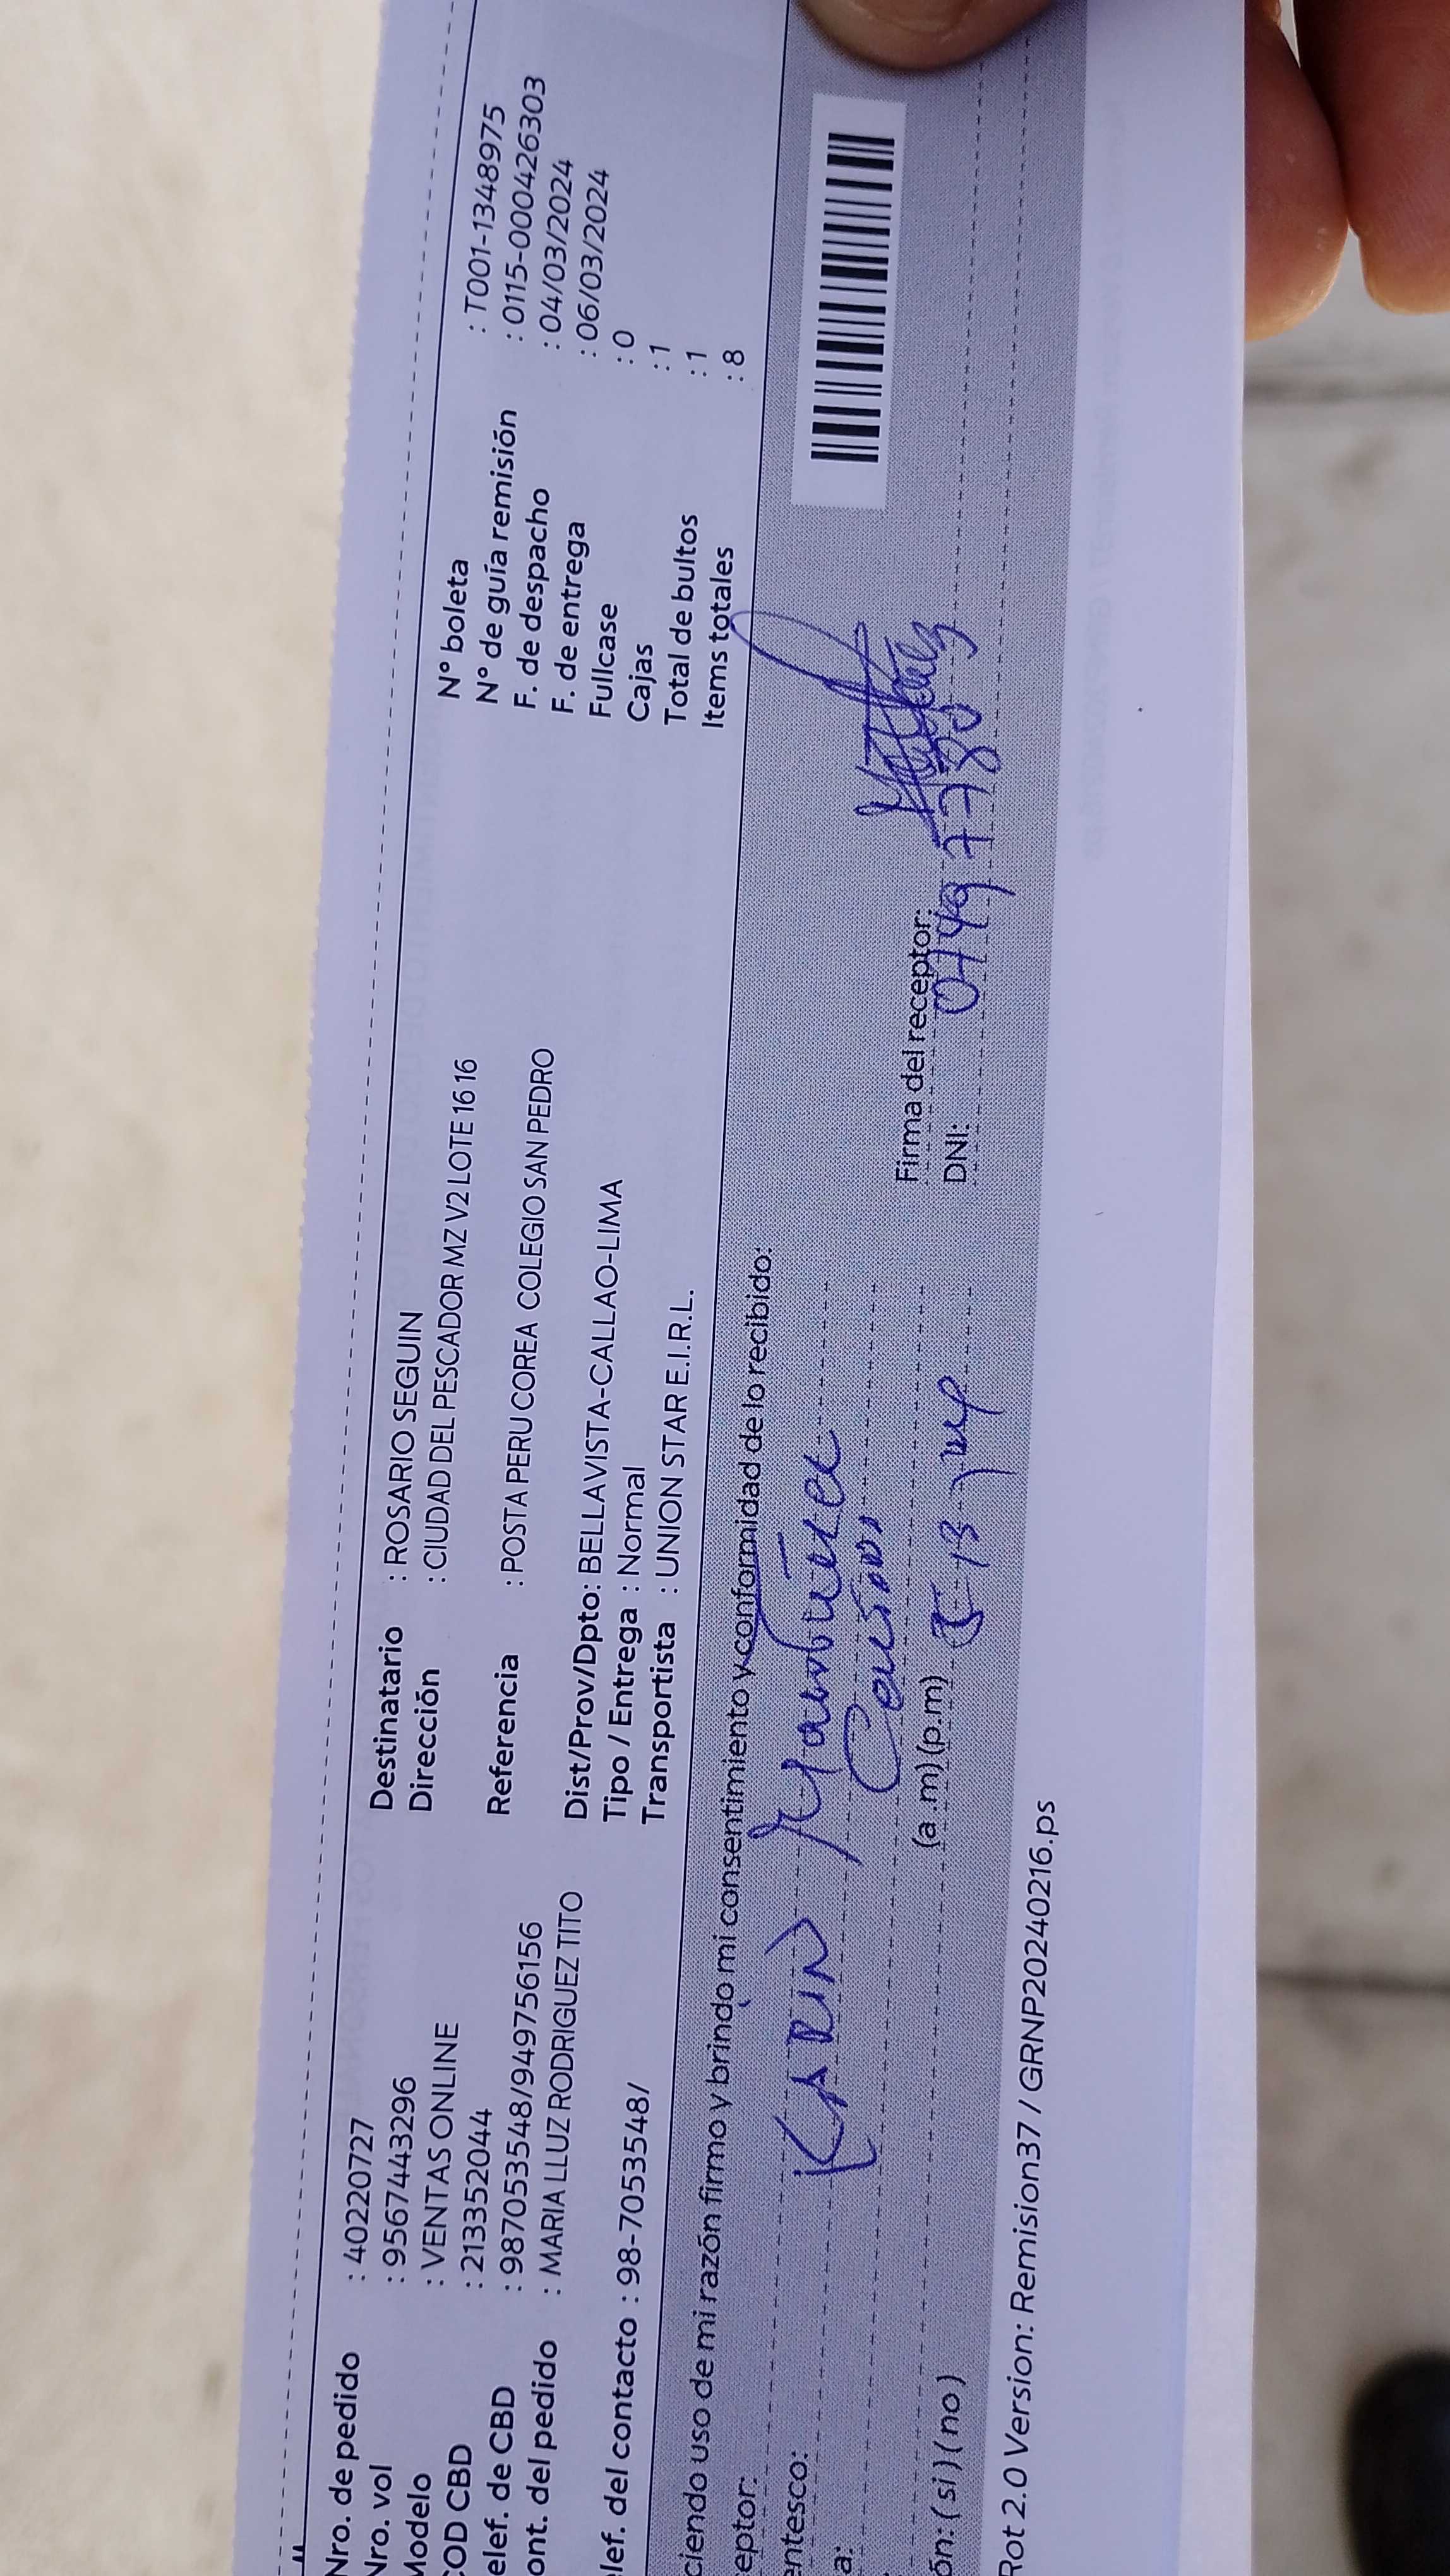 Nro. de pedido : 40220727
Nro. vol : 95674443296
Modelo : VENTAS ONLINE
COD CBD : 213352044
elef. de CBD : 987053548/949756156
ont. del pedido : MARIA LLUZ RODRIGUEZ TITO
lef. del contacto : 98-7053548/
Destinatario : ROSARIO SEGUIN
Dirección : CIUDAD DEL PESCADOR MZ V2 LOTE 16 16
Referencia : POSTA PERU COREA COLEGIO SAN PEDRO
Dist/Prov/Dpto: BELLAVISTA-CALLAO-LIMA
Tipo / Entrega : Normal
Transportista : UNION STAR E.I.R.L.
N° boleta : T001-1348975
N° de guía remisión : 0115-000426303
F. de despacho : 04/03/2024
F. de entrega : 06/03/2024
Fullcase : 0
Cajas : 1
Total de bultos : 1
Items totales : 8
ciendo uso de mi razón firmo y brindo mi consentimiento y conformidad de lo recibido:
eptor: KARIN
entesco:
a: (a .m) (p.m)
ón: ( si ) ( no )
Firma del receptor:
DNI:
Rot 2.0 Version: Remision37 / GRNP20240216.ps